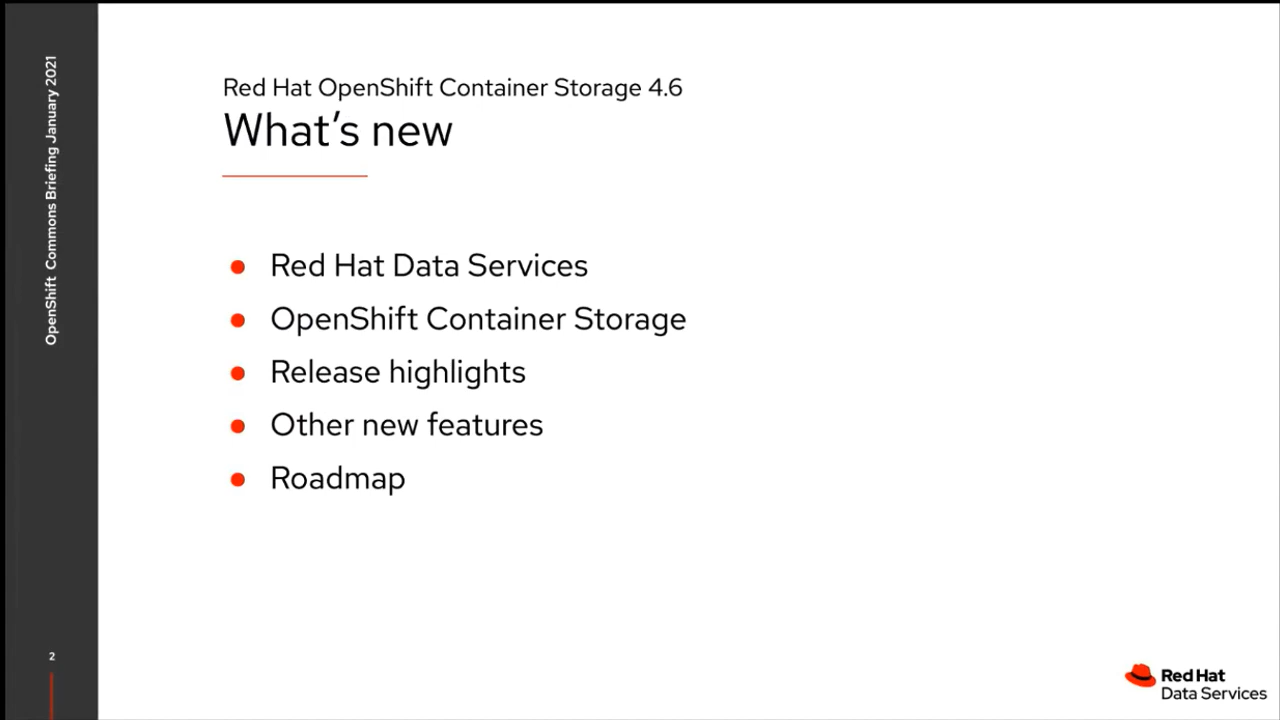 OpenShift Commons Briefing January 2021
Red Hat OpenShift Container Storage 4.6
What's new
● Red Hat Data Services
● OpenShift Container Storage
● Release highlights
● Other new features
● Roadmap
2
Red Hat
Data Services